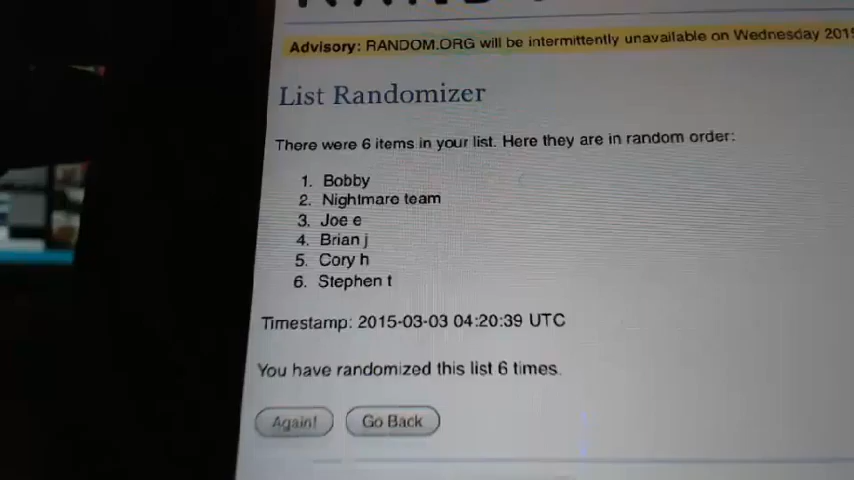 Advisory: RANDOM.ORG will be intermittently unavailable on Wednesday 2015
List Randomizer
There were 6 items in your list. Here they are in random order:
1. Bobby
2. Nightmare team
3. Joe e
4. Brian j
5. Cory h
6. Stephen t
Timestamp: 2015-03-03 04:20:39 UTC
You have randomized this list 6 times.
Again!
Go Back